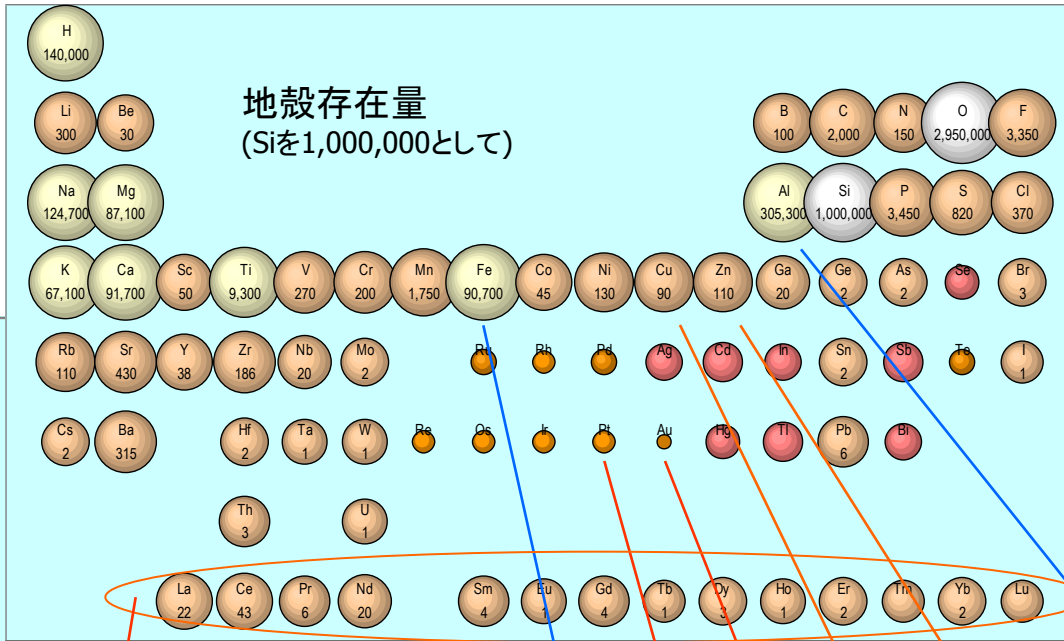 H
140,000
地殻存在量
(Siを1,000,000として)
Li Be B C N O F
300 30 100 2,000 150 2,950,000 3,350
Na Mg Al Si P S Cl
124,700 87,100 305,300 1,000,000 3,450 820 370
K Ca Sc Ti V Cr Mn Fe Co Ni Cu Zn Ga Ge As Se Br
67,100 91,700 50 9,300 270 200 1,750 90,700 45 130 90 110 20 2 2 3
Rb Sr Y Zr Nb Mo Ru Rh Pd Ag Cd In Sn Sb Te I
110 430 38 186 20 2 2 1
Cs Ba Hf Ta W Re Os Ir Pt Au Hg Tl Pb Bi
2 315 2 1 1 6
Th U
3 1
La Ce Pr Nd Sm Eu Gd Tb Dy Ho Er Tm Yb Lu
22 43 6 20 4 1 4 1 3 1 2 2